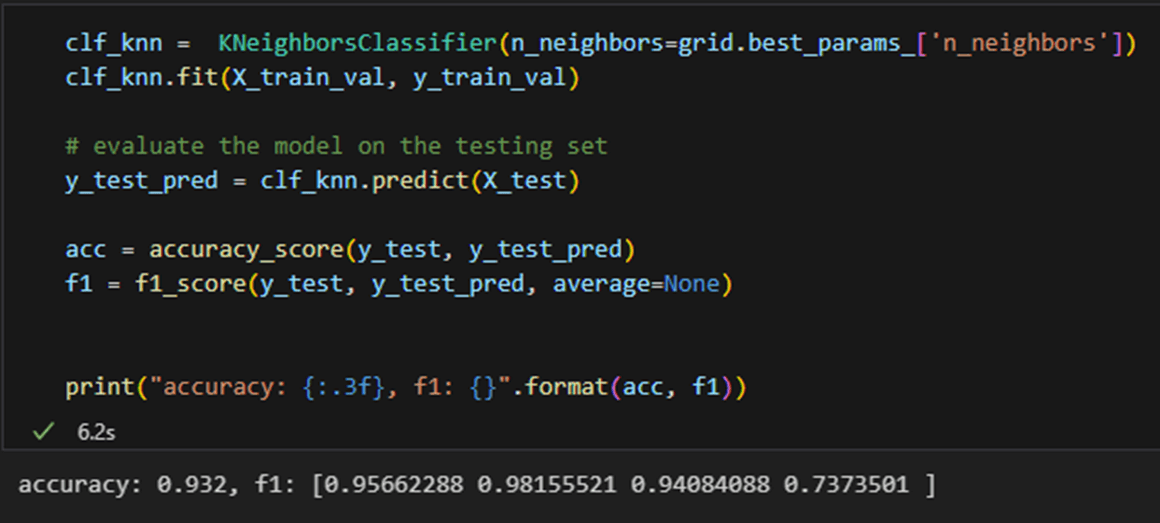 clf_knn =  KNeighborsClassifier(n_neighbors=grid.best_params_['n_neighbors'])
clf_knn.fit(X_train_val, y_train_val)
# evaluate the model on the testing set
y_test_pred = clf_knn.predict(X_test)
acc = accuracy_score(y_test, y_test_pred)
f1 = f1_score(y_test, y_test_pred, average=None)
print("accuracy: {:.3f}, f1: {}".format(acc, f1))
6.2s
accuracy: 0.932, f1: [0.95662288 0.98155521 0.94084088 0.7373501 ]